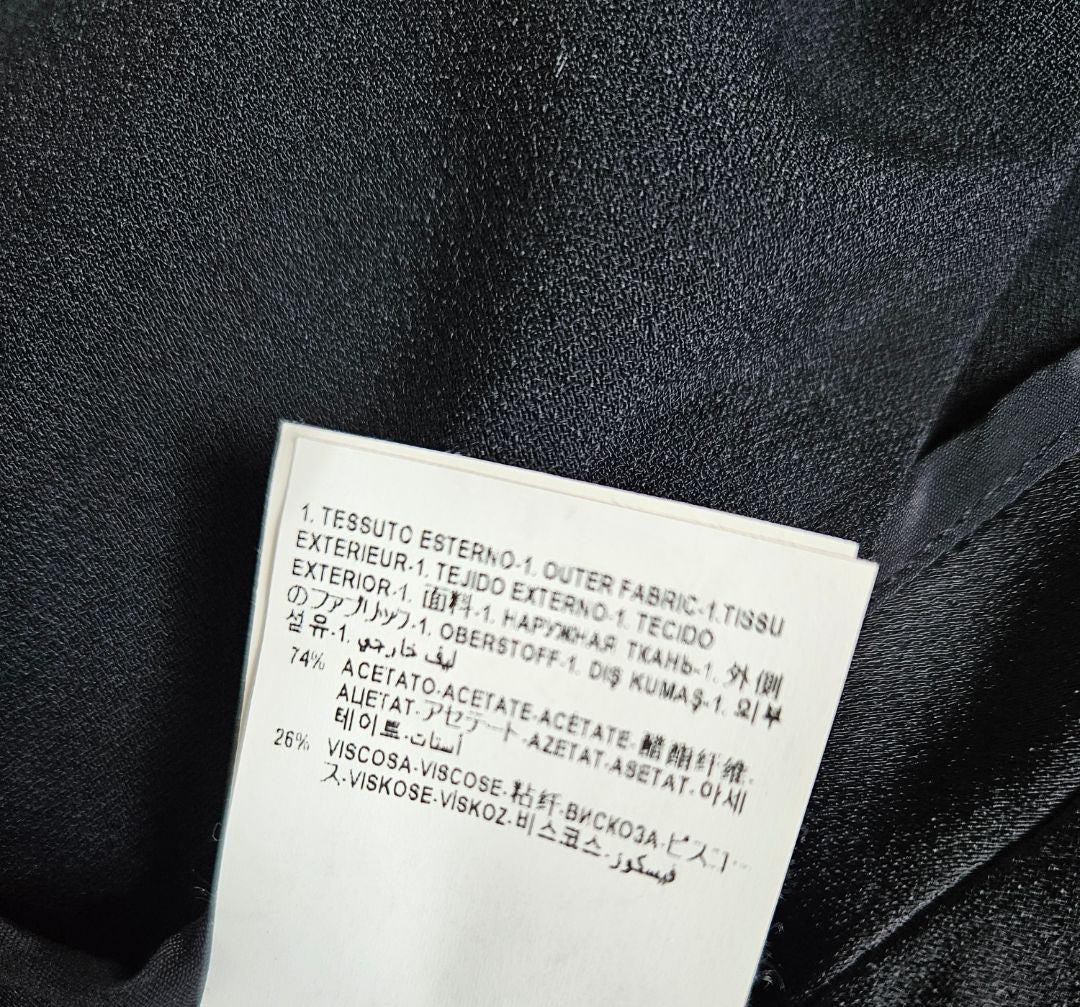 1. TESSUTO ESTERNO-1. OUTER FABRIC-1.TISSU
EXTERIEUR-1. TEJIDO EXTERNO-1. TECIDO
EXTERIOR-1. 面料-1. НАРУЖНАЯ ТКАНЬ-1. 外側
のファブリック-1. OBERSTOFF-1. DIŞ KUMAŞ-1. 외부
섬유-1. ليف خارجي
74% ACETATO-ACETATE-ACÉTATE-醋酯纤维-
АЦЕТАТ-アセテート-AZETAT-ASETAT-아세
테이트-أستات
26% VISCOSA-VISCOSE-粘纤-ВИСКОЗА-ビスコー
ス-VISKOSE-VİSKOZ-비스코스-فيسكوز